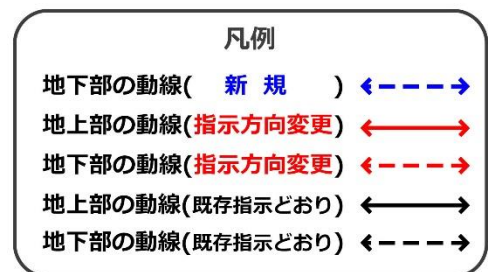 凡例
地下部の動線( 新 規 )
地上部の動線(指示方向変更)
地下部の動線(指示方向変更)
地上部の動線(既存指示どおり)
地下部の動線(既存指示どおり)